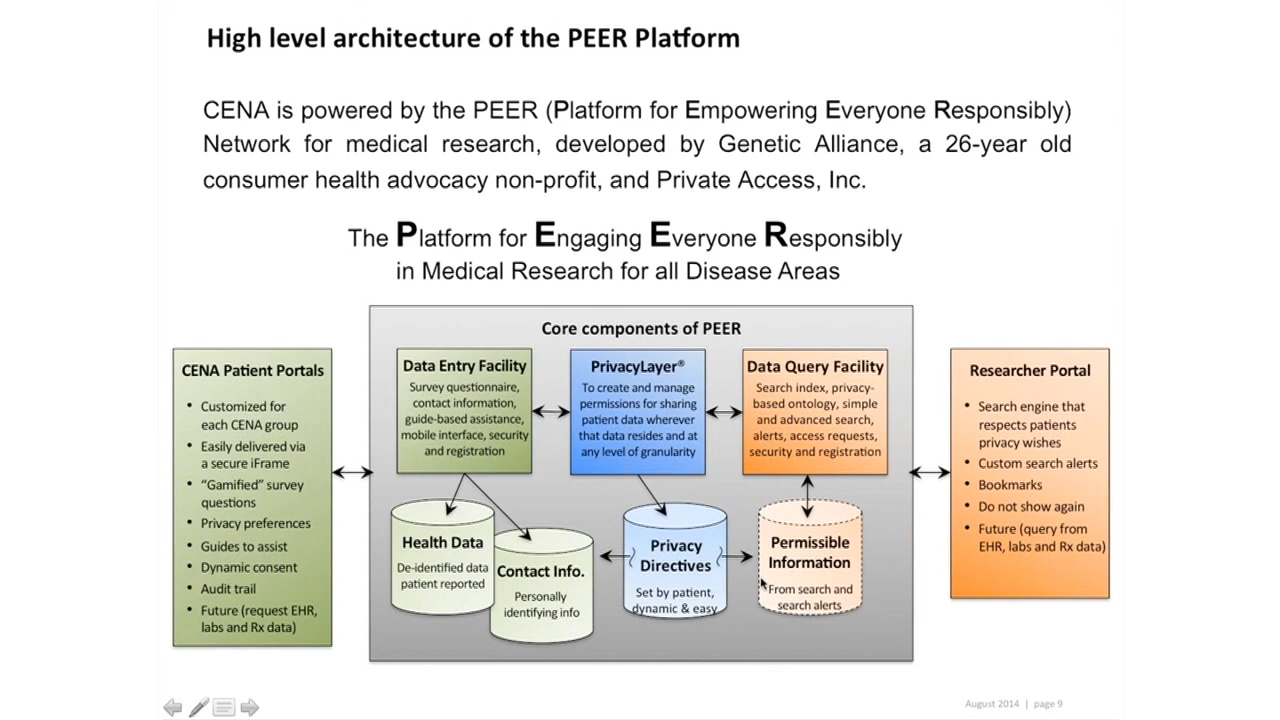 High level architecture of the PEER Platform
CENA is powered by the PEER (Platform for Empowering Everyone Responsibly)
Network for medical research, developed by Genetic Alliance, a 26-year old
consumer health advocacy non-profit, and Private Access, Inc.
The Platform for Engaging Everyone Responsibly
in Medical Research for all Disease Areas
Core components of PEER
CENA Patient Portals
• Customized for
each CENA group
• Easily delivered via
a secure iFrame
• “Gamified” survey
questions
• Privacy preferences
• Guides to assist
• Dynamic consent
• Audit trail
• Future (request EHR,
labs and Rx data)
Data Entry Facility
Survey questionnaire,
contact information,
guide-based assistance,
mobile interface, security
and registration
PrivacyLayer®
To create and manage
permissions for sharing
patient data wherever
that data resides and at
any level of granularity
Data Query Facility
Search index, privacy-
based ontology, simple
and advanced search,
alerts, access requests,
security and registration
Health Data
De-identified data
patient reported
Contact Info.
Personally
identifying info
Privacy
Directives
Set by patient,
dynamic & easy
Permissible
Information
From search and
search alerts
Researcher Portal
• Search engine that
respects patients
privacy wishes
• Custom search alerts
• Bookmarks
• Do not show again
• Future (query from
EHR, labs and Rx data)
August 2014 | page 9